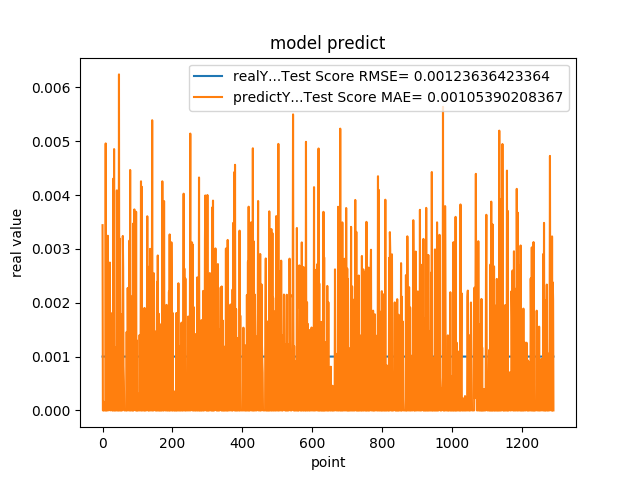 model predict
realY...Test Score RMSE= 0.00123636423364
predictY...Test Score MAE= 0.00105390208367
real value
0.006
0.005
0.004
0.003
0.002
0.001
0.000
0 200 400 600 800 1000 1200
point